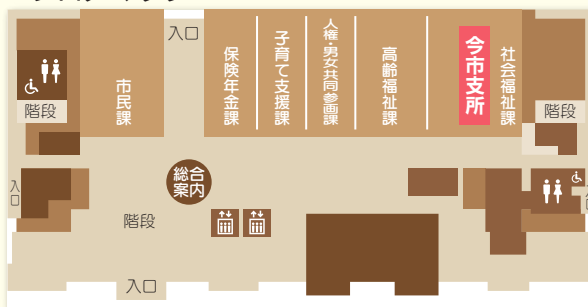 入口
市民課
保険年金課
子育て支援課
人権・男女共同参画課
高齢福祉課
今市支所
社会福祉課
階段
階段
入口
総合
案内
入口
階段
入口